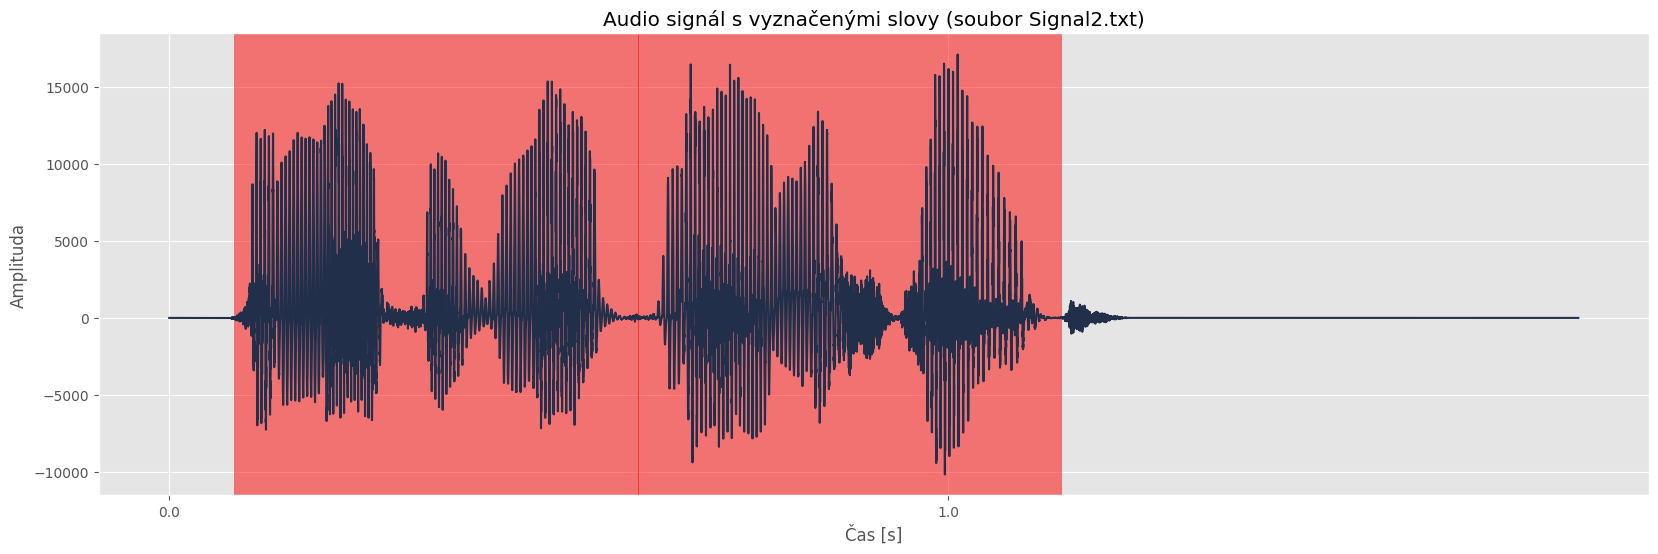 Audio signál s vyznačenými slovy (soubor Signal2.txt)
15000
10000
5000
0
−5000
−10000
Amplituda
0.0
1.0
Čas [s]